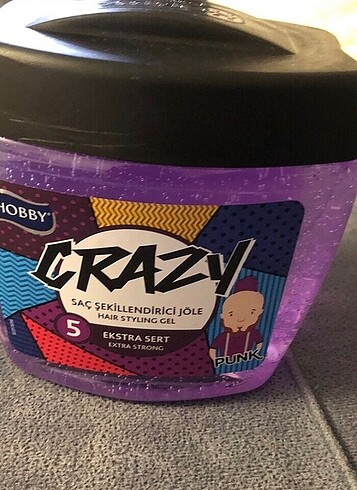 HOBBY
CRAZY
SAÇ ŞEKİLLENDİRİCİ JÖLE
HAIR STYLING GEL
5
EKSTRA SERT
EXTRA STRONG
PUNK